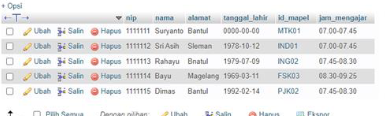 + Opsi
nip nama alamat tanggal_lahir id_mapel jam_mengajar
Ubah Salin Hapus 1111111 Suryanto Bantul 0000-00-00 MTK01 07.00-07.45
Ubah Salin Hapus 1111112 Sri Asih Sleman 1978-10-12 IND01 07.00-07.45
Ubah Salin Hapus 1111113 Rahayu Bnatul 1979-07-09 ING02 07.45-08.30
Ubah Salin Hapus 1111114 Bayu Magelang 1969-03-11 FSK03 08.30-09.25
Ubah Salin Hapus 1111115 Dimas Bantul 1992-02-14 PJK02 07.45-08.30
Pilih Semua Dengan pilihan: Ubah Salin Hapus Ekspor